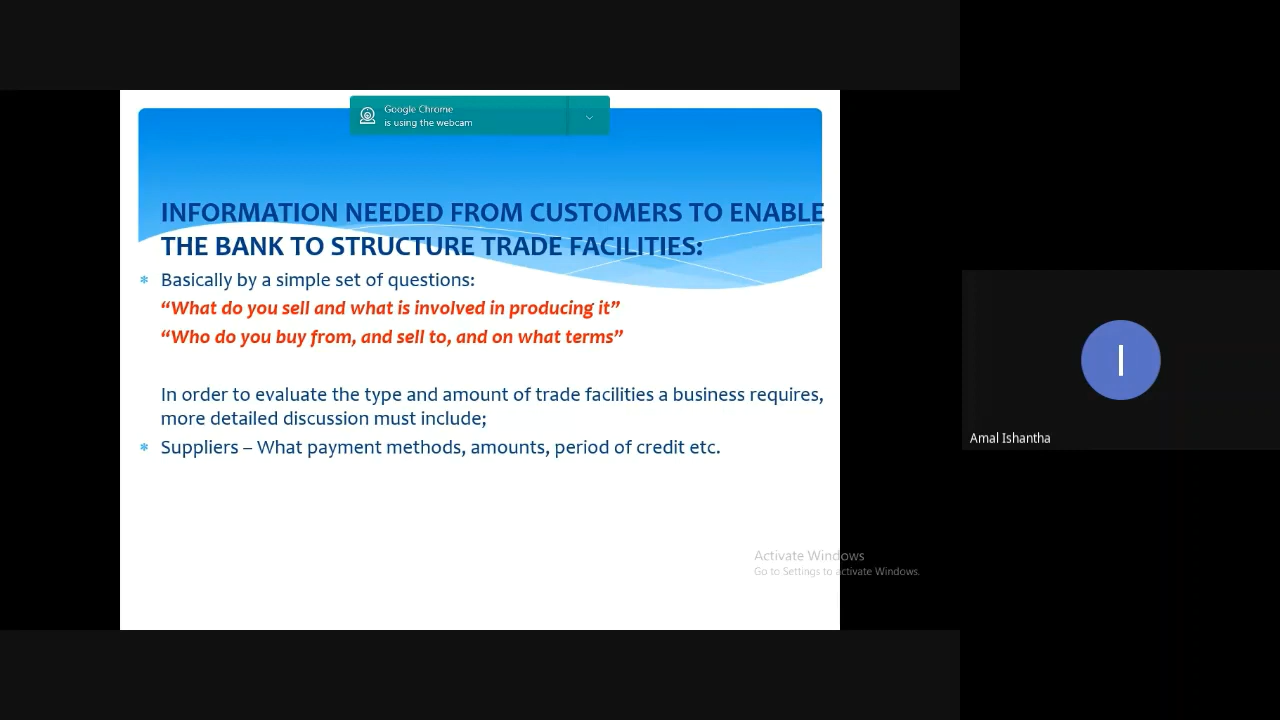 Google Chrome
is using the webcam
INFORMATION NEEDED FROM CUSTOMERS TO ENABLE
THE BANK TO STRUCTURE TRADE FACILITIES:
* Basically by a simple set of questions:
“What do you sell and what is involved in producing it”
“Who do you buy from, and sell to, and on what terms”
In order to evaluate the type and amount of trade facilities a business requires,
more detailed discussion must include;
* Suppliers – What payment methods, amounts, period of credit etc.
Activate Windows
Go to Settings to activate Windows.
I
Amal Ishantha